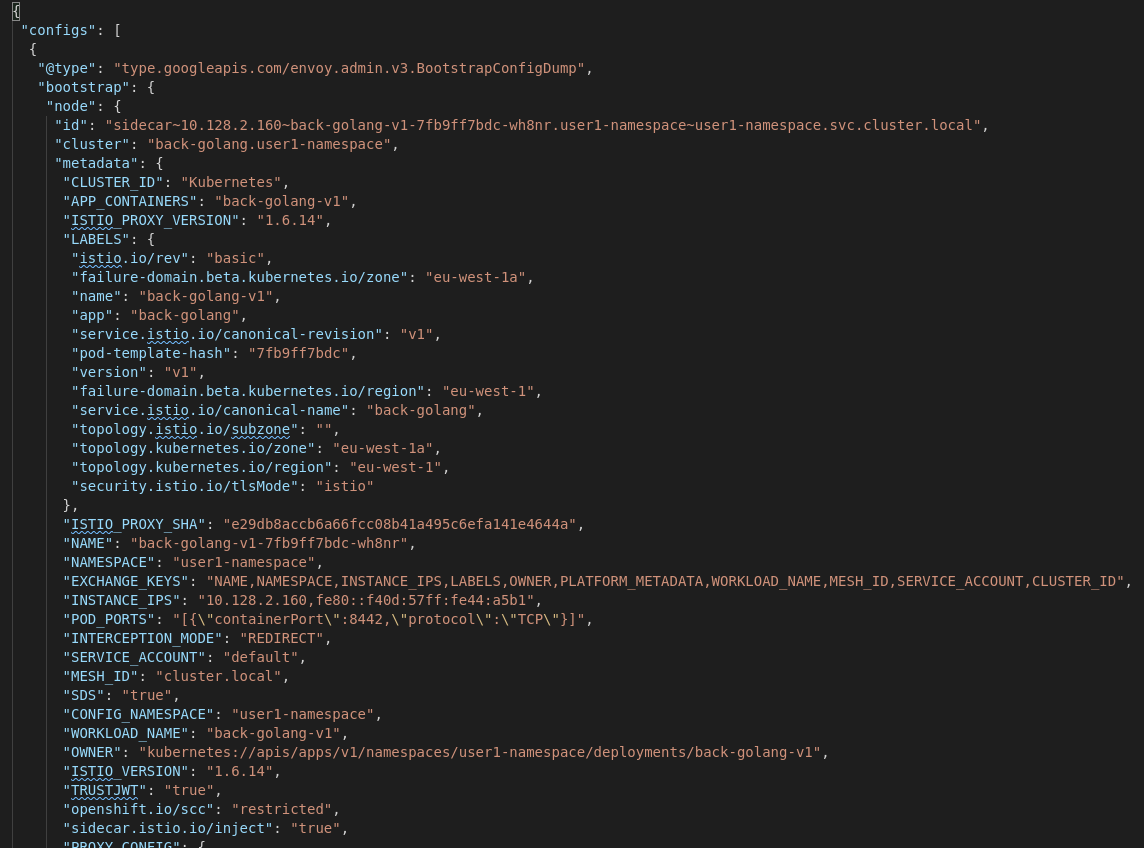 {
"configs": [
{
"@type": "type.googleapis.com/envoy.admin.v3.BootstrapConfigDump",
"bootstrap": {
"node": {
"id": "sidecar~10.128.2.160~back-golang-v1-7fb9ff7bdc-wh8nr.user1-namespace~user1-namespace.svc.cluster.local",
"cluster": "back-golang.user1-namespace",
"metadata": {
"CLUSTER_ID": "Kubernetes",
"APP_CONTAINERS": "back-golang-v1",
"ISTIO_PROXY_VERSION": "1.6.14",
"LABELS": {
"istio.io/rev": "basic",
"failure-domain.beta.kubernetes.io/zone": "eu-west-1a",
"name": "back-golang-v1",
"app": "back-golang",
"service.istio.io/canonical-revision": "v1",
"pod-template-hash": "7fb9ff7bdc",
"version": "v1",
"failure-domain.beta.kubernetes.io/region": "eu-west-1",
"service.istio.io/canonical-name": "back-golang",
"topology.istio.io/subzone": "",
"topology.kubernetes.io/zone": "eu-west-1a",
"topology.kubernetes.io/region": "eu-west-1",
"security.istio.io/tlsMode": "istio"
},
"ISTIO_PROXY_SHA": "e29db8accb6a66fcc08b41a495c6efa141e4644a",
"NAME": "back-golang-v1-7fb9ff7bdc-wh8nr",
"NAMESPACE": "user1-namespace",
"EXCHANGE_KEYS": "NAME,NAMESPACE,INSTANCE_IPS,LABELS,OWNER,PLATFORM_METADATA,WORKLOAD_NAME,MESH_ID,SERVICE_ACCOUNT,CLUSTER_ID",
"INSTANCE_IPS": "10.128.2.160,fe80::f40d:57ff:fe44:a5b1",
"POD_PORTS": "[{\"containerPort\":8442,\"protocol\":\"TCP\"}]",
"INTERCEPTION_MODE": "REDIRECT",
"SERVICE_ACCOUNT": "default",
"MESH_ID": "cluster.local",
"SDS": "true",
"CONFIG_NAMESPACE": "user1-namespace",
"WORKLOAD_NAME": "back-golang-v1",
"OWNER": "kubernetes://apis/apps/v1/namespaces/user1-namespace/deployments/back-golang-v1",
"ISTIO_VERSION": "1.6.14",
"TRUSTJWT": "true",
"openshift.io/scc": "restricted",
"sidecar.istio.io/inject": "true",
"PROXY_CONFIG": {